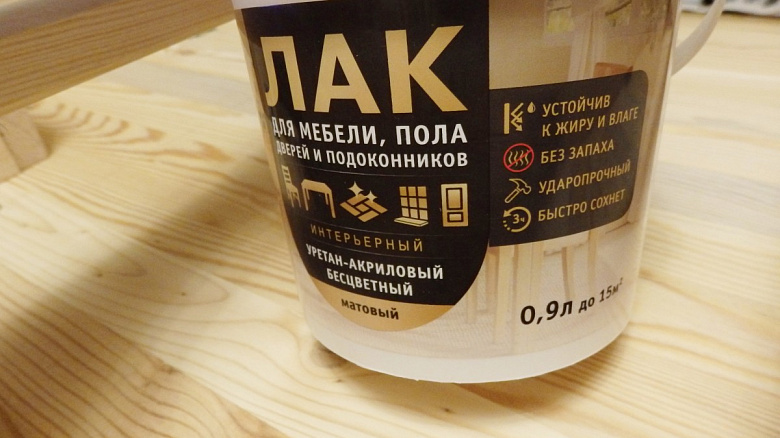 ЛАК
ДЛЯ МЕБЕЛИ, ПОЛА
ДВЕРЕЙ И ПОДОКОННИКОВ
ИНТЕРЬЕРНЫЙ
УРЕТАН-АКРИЛОВЫЙ
БЕСЦВЕТНЫЙ
матовый
УСТОЙЧИВ
К ЖИРУ И ВЛАГЕ
БЕЗ ЗАПАХА
УДАРОПРОЧНЫЙ
3ч
БЫСТРО СОХНЕТ
0,9л до 15м²